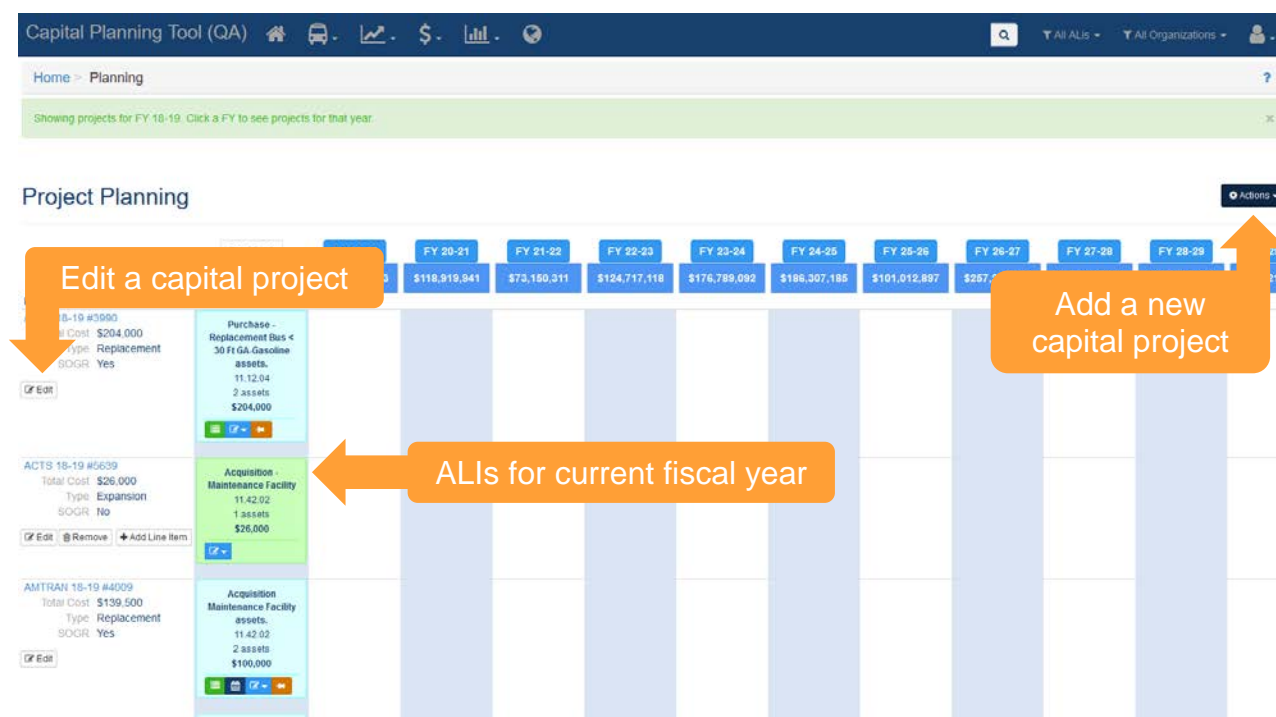 Capital Planning Tool (QA)
All ALIs
All Organizations
Home > Planning
?
Showing projects for FY 18-19. Click a FY to see projects for that year.
×
Project Planning
Actions
FY 20-21 FY 21-22 FY 22-23 FY 23-24 FY 24-25 FY 25-26 FY 26-27 FY 27-28 FY 28-29
$118,919,941 $73,150,311 $124,717,118 $176,789,092 $186,307,185 $101,012,897
Edit a capital project
Add a new
capital project
18-19 #3990
Cost $204,000
Type Replacement
SOGR Yes
Edit
Purchase -
Replacement Bus <
30 Ft GA-Gasoline
assets.
11.12.04
2 assets
$204,000
ALIs for current fiscal year
ACTS 18-19 #5639
Total Cost $26,000
Type Expansion
SOGR No
Edit Remove Add Line Item
Acquisition -
Maintenance Facility
11.42.02
1 assets
$26,000
AMTRAN 18-19 #4009
Total Cost $139,500
Type Replacement
SOGR Yes
Edit
Acquisition
Maintenance Facility
assets.
11.42.02
2 assets
$100,000